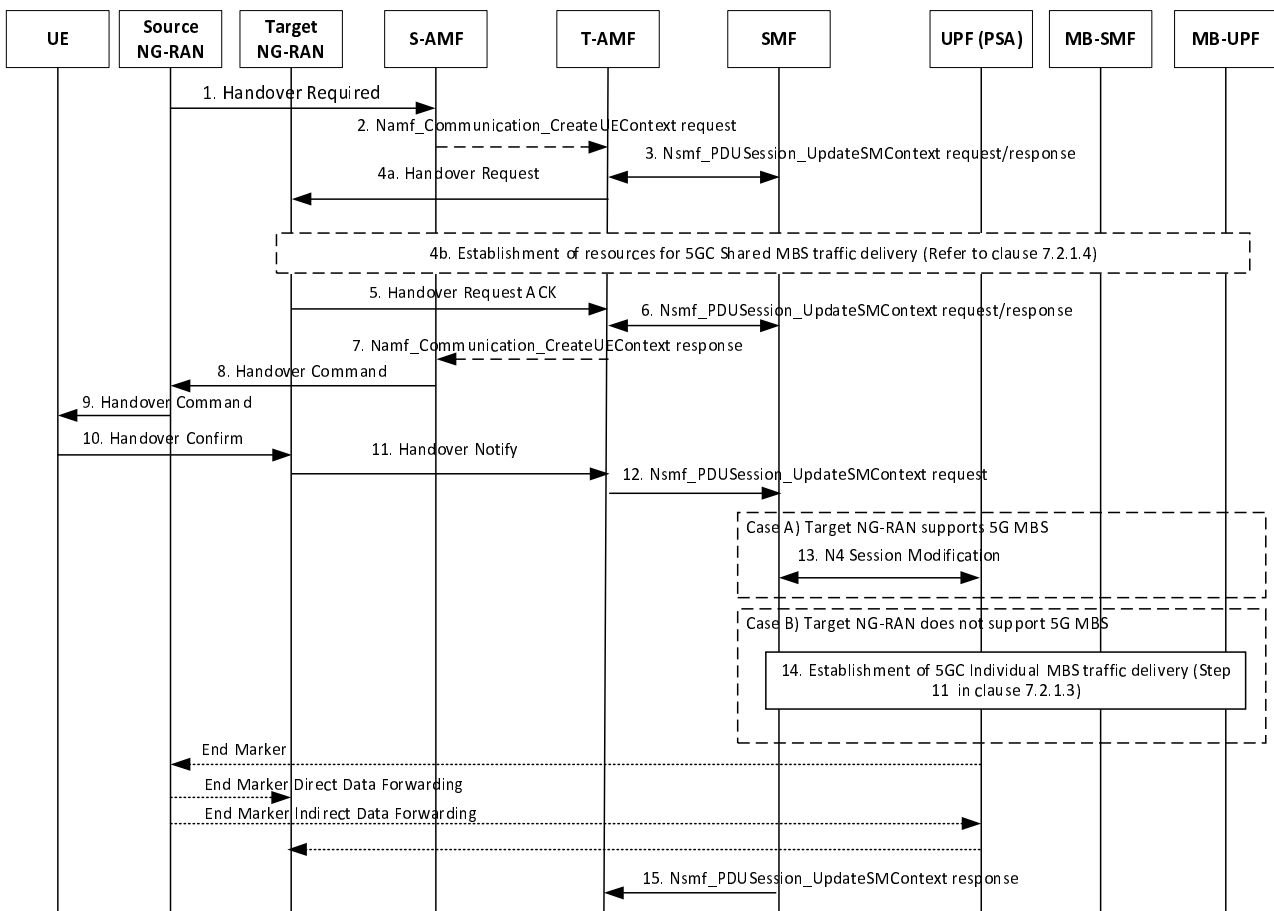 UE
Source
NG-RAN
Target
NG-RAN
S-AMF
T-AMF
SMF
UPF (PSA)
MB-SMF
MB-UPF
1. Handover Required
2. Namf_Communication_CreateUEContext request
3. Nsmf_PDUSession_UpdateSMContext request/response
4a. Handover Request
4b. Establishment of resources for 5GC Shared MBS traffic delivery (Refer to clause 7.2.1.4)
5. Handover Request ACK
6. Nsmf_PDUSession_UpdateSMContext request/response
7. Namf_Communication_CreateUEContext response
8. Handover Command
9. Handover Command
10. Handover Confirm
11. Handover Notify
12. Nsmf_PDUSession_UpdateSMContext request
Case A) Target NG-RAN supports 5G MBS
13. N4 Session Modification
Case B) Target NG-RAN does not support 5G MBS
14. Establishment of 5GC Individual MBS traffic delivery (Step
11 in clause 7.2.1.3)
End Marker
End Marker Direct Data Forwarding
End Marker Indirect Data Forwarding
15. Nsmf_PDUSession_UpdateSMContext response